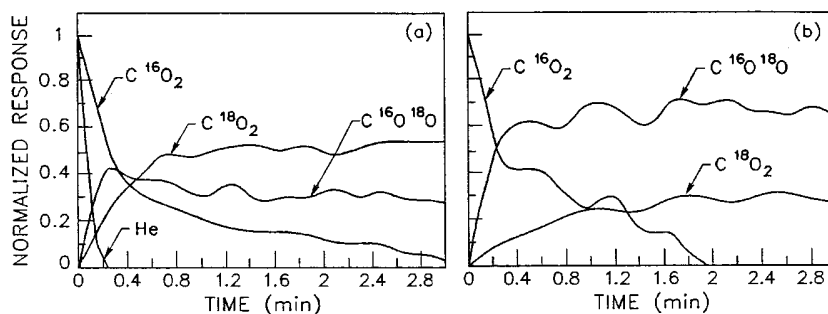 NORMALIZED RESPONSE
1
0.8
0.6
0.4
0.2
0
(a)
C ¹⁶O₂
C ¹⁸O₂
C ¹⁶O ¹⁸O
He
0 0.4 0.8 1.2 1.6 2 2.4 2.8
TIME (min)
(b)
C ¹⁶O₂
C ¹⁶O ¹⁸O
C ¹⁸O₂
0 0.4 0.8 1.2 1.6 2 2.4 2.8
TIME (min)